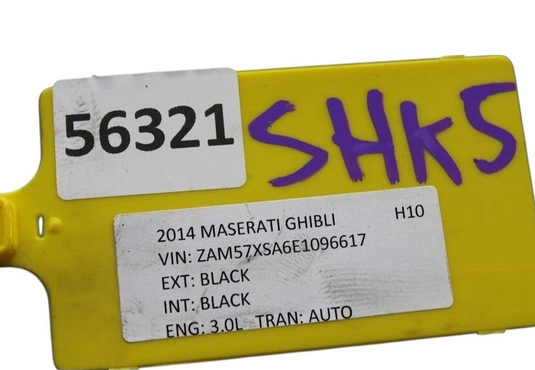 56321
SHK5
2014 MASERATI GHIBLI H10
VIN: ZAM57XSA6E1096617
EXT: BLACK
INT: BLACK
ENG: 3.0L TRAN: AUTO